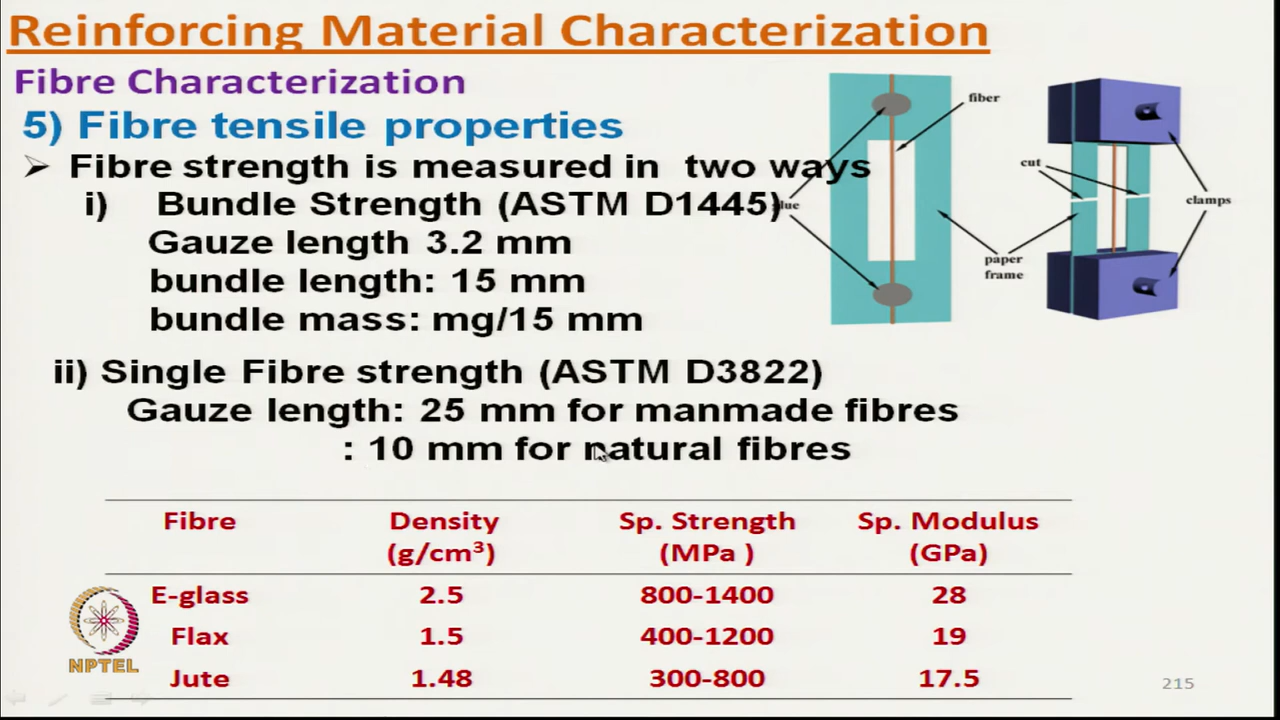 Reinforcing Material Characterization
Fibre Characterization
5) Fibre tensile properties
➢ Fibre strength is measured in two ways
i) Bundle Strength (ASTM D1445)
Gauze length 3.2 mm
bundle length: 15 mm
bundle mass: mg/15 mm
ii) Single Fibre strength (ASTM D3822)
Gauze length: 25 mm for manmade fibres
: 10 mm for natural fibres
fiber
glue
paper
frame
cut
clamps
Fibre Density Sp. Strength Sp. Modulus
(g/cm³) (MPa ) (GPa)
E-glass 2.5 800-1400 28
Flax 1.5 400-1200 19
Jute 1.48 300-800 17.5
NPTEL
215